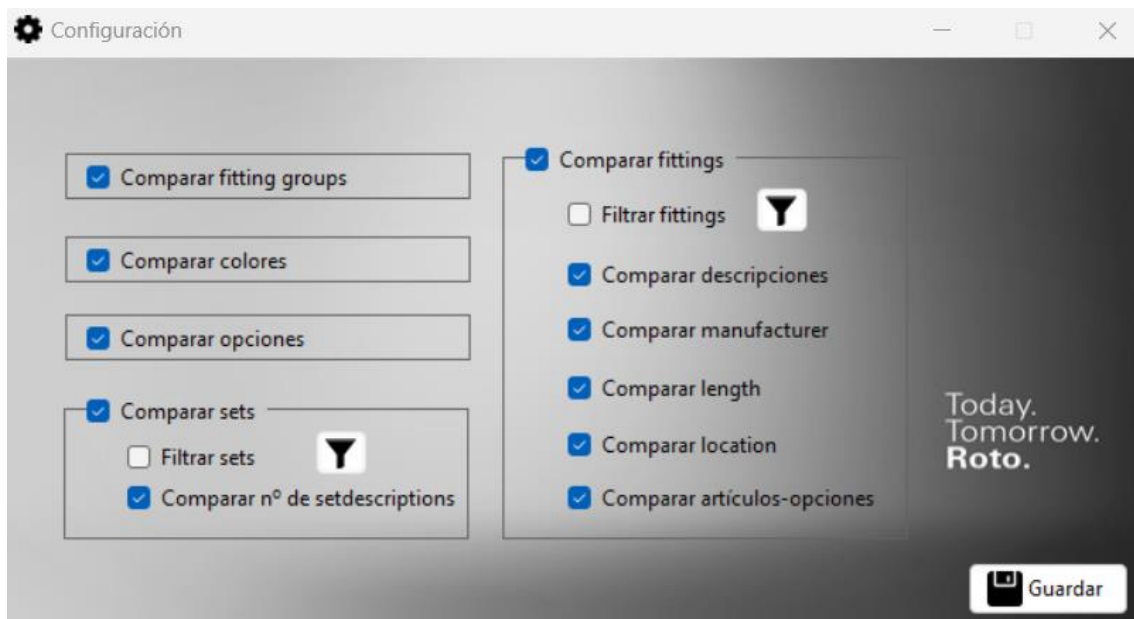 Configuración
Comparar fitting groups
Comparar colores
Comparar opciones
Comparar sets
Filtrar sets
Comparar nº de setdescriptions
Comparar fittings
Filtrar fittings
Comparar descripciones
Comparar manufacturer
Comparar length
Comparar location
Comparar artículos-opciones
Today.
Tomorrow.
Roto.
Guardar